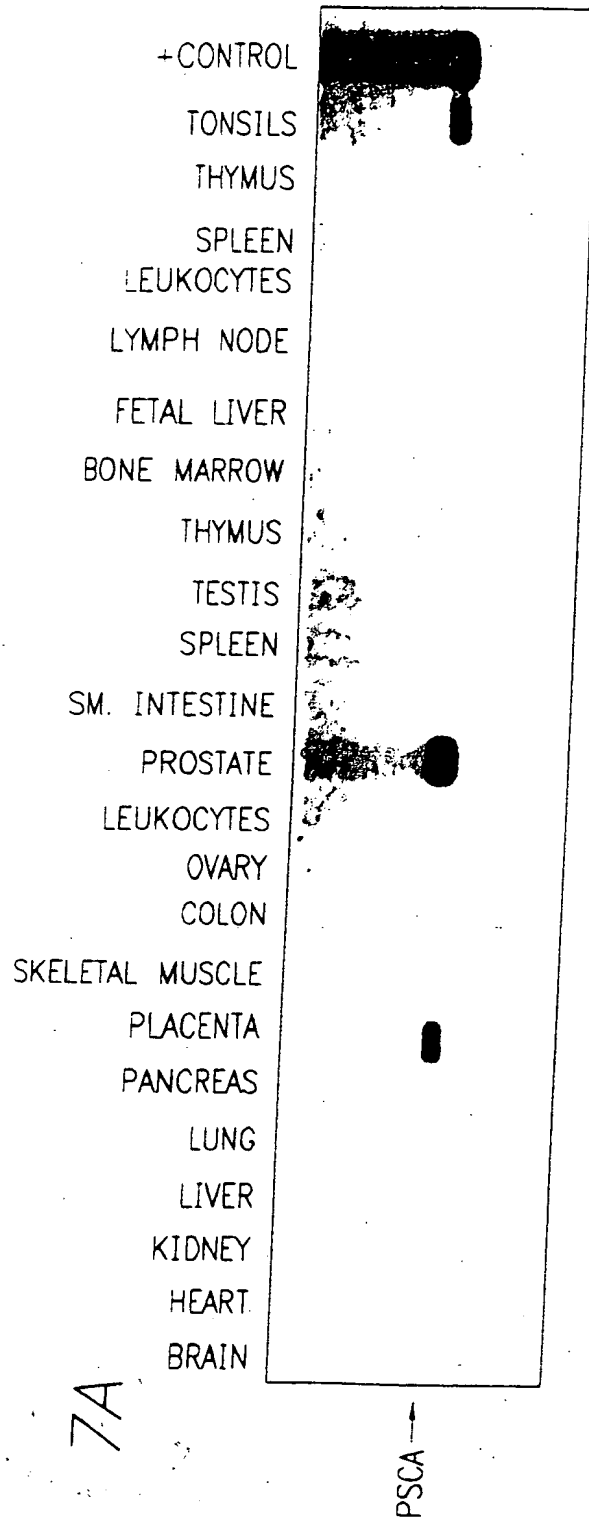 +CONTROL
TONSILS
THYMUS
SPLEEN
LEUKOCYTES
LYMPH NODE
FETAL LIVER
BONE MARROW
THYMUS
TESTIS
SPLEEN
SM. INTESTINE
PROSTATE
LEUKOCYTES
OVARY
COLON
SKELETAL MUSCLE
PLACENTA
PANCREAS
LUNG
LIVER
KIDNEY
HEART
BRAIN
7A
PSCA →